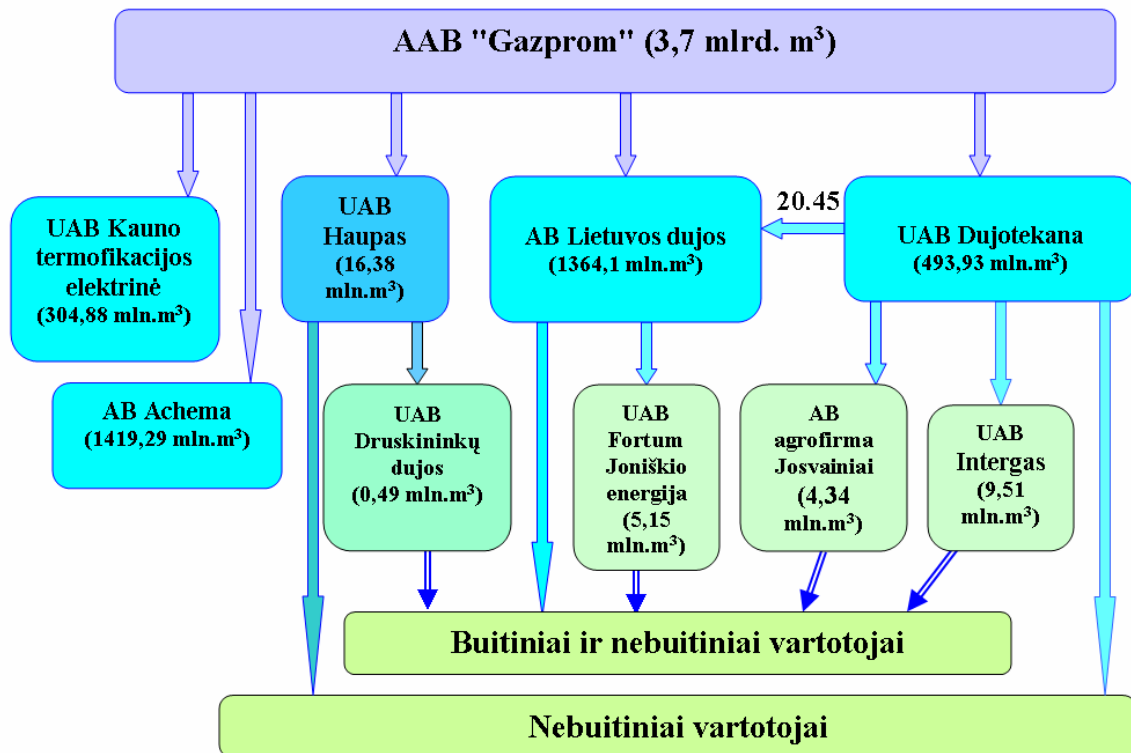 AAB "Gazprom" (3,7 mlrd. m³)
UAB Kauno
termofikacijos
elektrinė
(304,88 mln.m³)
UAB
Haupas
(16,38
mln.m³)
AB Lietuvos dujos
(1364,1 mln.m³)
20.45
UAB Dujotekana
(493,93 mln.m³)
AB Achema
(1419,29 mln.m³)
UAB
Druskininkų
dujos
(0,49 mln.m³)
UAB
Fortum
Joniškio
energija
(5,15
mln.m³)
AB
agrofirma
Josvainiai
(4,34
mln.m³)
UAB
Intergas
(9,51
mln.m³)
Buitiniai ir nebuitiniai vartotojai
Nebuitiniai vartotojai